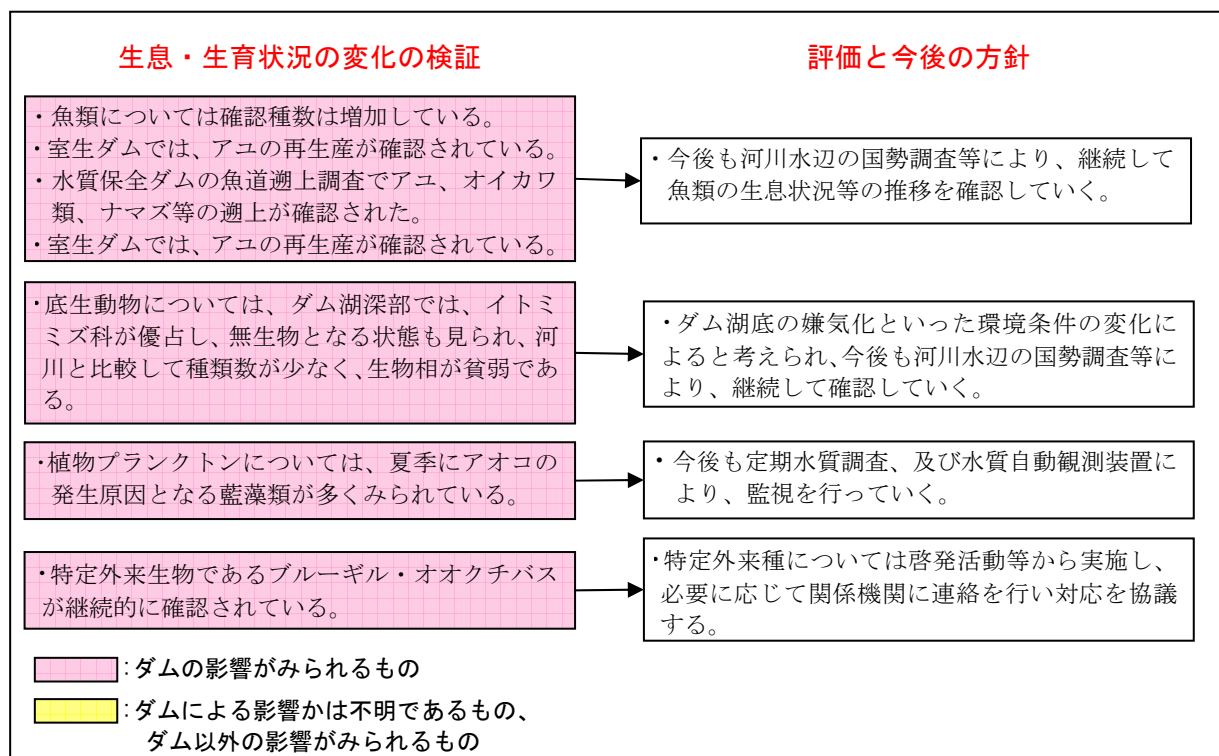 生息・生育状況の変化の検証
評価と今後の方針
・魚類については確認種数は増加している。
・室生ダムでは、アユの再生産が確認されている。
・水質保全ダムの魚道遡上調査でアユ、オイカワ
類、ナマズ等の遡上が確認された。
・室生ダムでは、アユの再生産が確認されている。
・今後も河川水辺の国勢調査等により、継続して
魚類の生息状況等の推移を確認していく。
・底生動物については、ダム湖深部では、イトミ
ミズ科が優占し、無生物となる状態も見られ、河
川と比較して種類数が少なく、生物相が貧弱であ
る。
・ダム湖底の嫌気化といった環境条件の変化に
よると考えられ、今後も河川水辺の国勢調査等に
より、継続して確認していく。
・植物プランクトンについては、夏季にアオコの
発生原因となる藍藻類が多くみられている。
・今後も定期水質調査、及び水質自動観測装置に
より、監視を行っていく。
・特定外来生物であるブルーギル・オオクチバス
が継続的に確認されている。
・特定外来種については啓発活動等から実施し、
必要に応じて関係機関に連絡を行い対応を協議
する。
:ダムの影響がみられるもの
:ダムによる影響かは不明であるもの、
ダム以外の影響がみられるもの